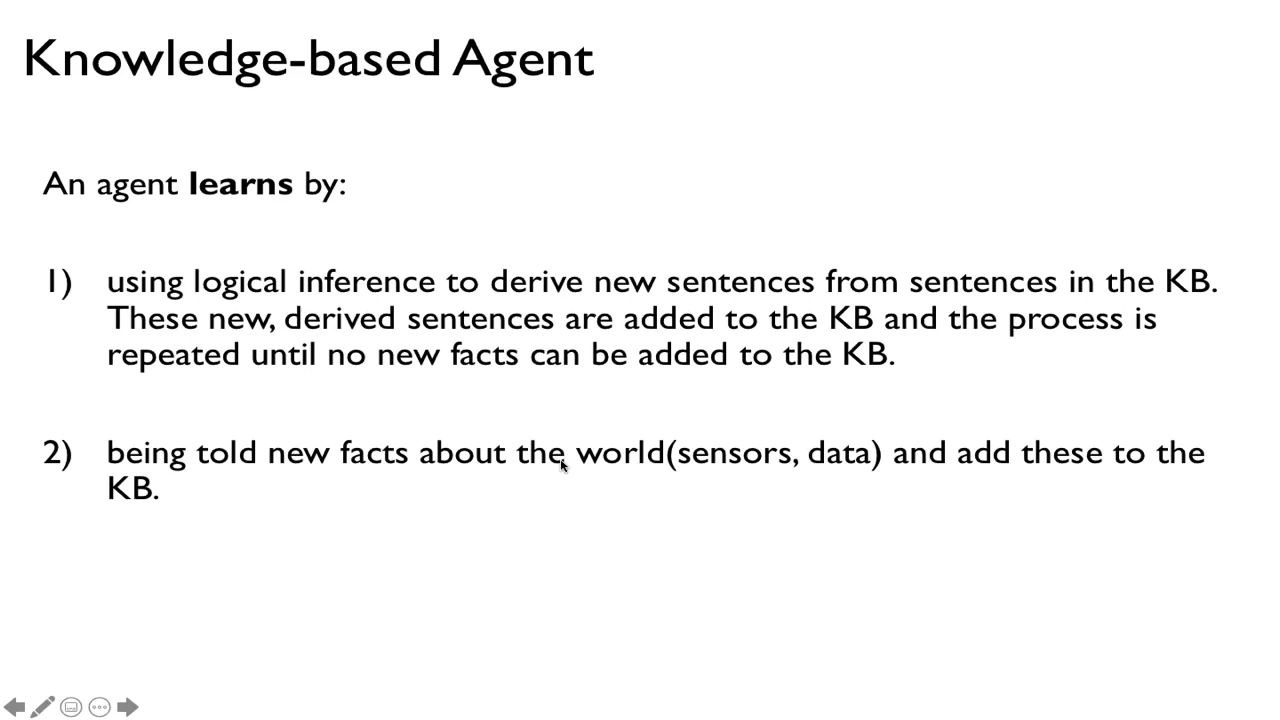 Knowledge-based Agent
An agent learns by:
1) using logical inference to derive new sentences from sentences in the KB.
These new, derived sentences are added to the KB and the process is
repeated until no new facts can be added to the KB.
2) being told new facts about the world(sensors, data) and add these to the
KB.